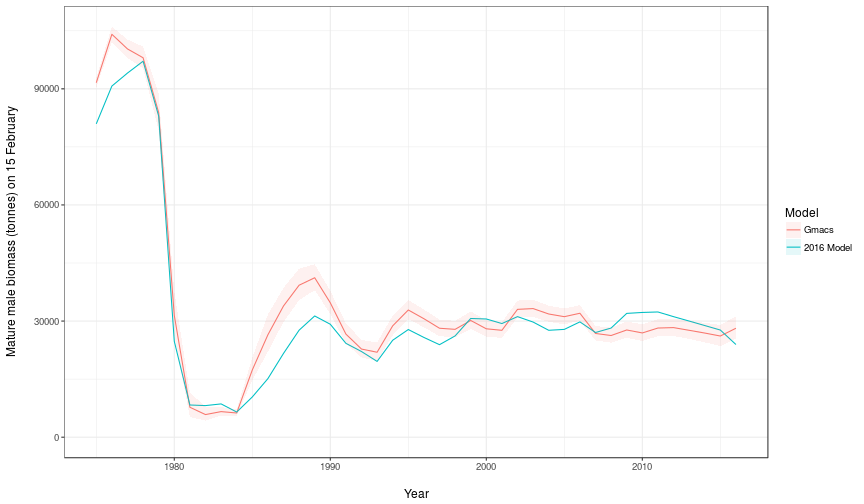 Mature male biomass (tonnes) on 15 February
90000
60000
30000
0
1980
1990
2000
2010
Year
Model
Gmacs
2016 Model